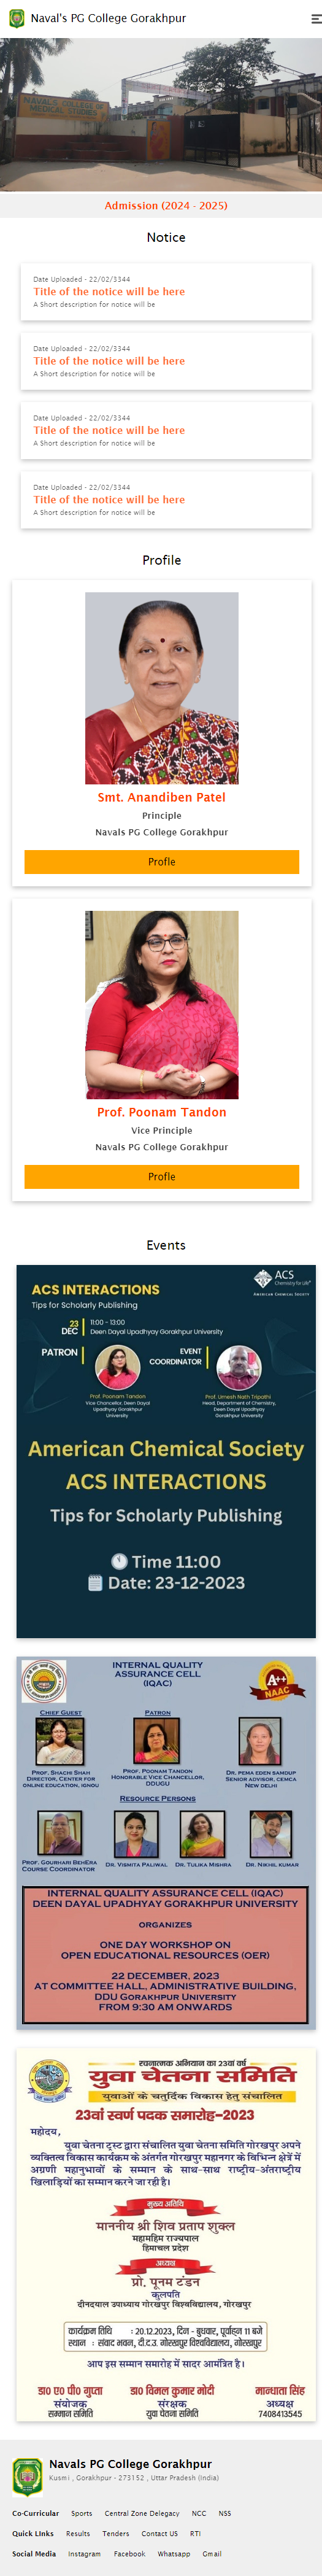 Naval's PG College Gorakhpur
NAVALS COLLEGE OF
MEDICAL STUDIES
Admission (2024 - 2025)
Notice
Date Uploaded - 22/02/3344
Title of the notice will be here
A Short description for notice will be
Date Uploaded - 22/02/3344
Title of the notice will be here
A Short description for notice will be
Date Uploaded - 22/02/3344
Title of the notice will be here
A Short description for notice will be
Date Uploaded - 22/02/3344
Title of the notice will be here
A Short description for notice will be
Profile
Smt. Anandiben Patel
Principle
Navals PG College Gorakhpur
Profle
Prof. Poonam Tandon
Vice Principle
Navals PG College Gorakhpur
Profle
Events
ACS
Chemistry for Life
AMERICAN CHEMICAL SOCIETY
ACS INTERACTIONS
Tips for Scholarly Publishing
23 DEC
11:00 - 13:00
Deen Dayal Upadhyay Gorakhpur University
PATRON
EVENT COORDINATOR
Prof. Poonam Tandon
Vice Chancellor, Deen Dayal
Upadhyay Gorakhpur
University
Prof. Umesh Nath Tripathi
Head, Department of Chemistry,
Deen Dayal Upadhyay
Gorakhpur University
American Chemical Society
ACS INTERACTIONS
Tips for Scholarly Publishing
Time 11:00
Date: 23-12-2023
INTERNAL QUALITY
ASSURANCE CELL
(IQAC)
A++
NAAC
CHIEF GUEST
PATRON
PROF. SHACHI SHAH
DIRECTOR, CENTER FOR
ONLINE EDUCATION, IGNOU
PROF. POONAM TANDON
HONORABLE VICE CHANCELLOR,
DDUGU
DR. PEMA EDEN SAMDUP
SENIOR ADVISOR, CEMCA
NEW DELHI
RESOURCE PERSONS
PROF. GOURHARI BEHERA
COURSE COORDINATOR
DR. VISMITA PALIWAL
DR. TULIKA MISHRA
DR. NIKHIL KUMAR
INTERNAL QUALITY ASSURANCE CELL (IQAC)
DEEN DAYAL UPADHYAY GORAKHPUR UNIVERSITY
ORGANIZES
ONE DAY WORKSHOP ON
OPEN EDUCATIONAL RESOURCES (OER)
22 DECEMBER, 2023
AT COMMITTEE HALL, ADMINISTRATIVE BUILDING,
DDU GORAKHPUR UNIVERSITY
FROM 9:30 AM ONWARDS
रचनात्मक अभियान का 23वां वर्ष
युवा चेतना समिति
युवाओं के चतुर्दिक विकास हेतु संचालित
23वां स्वर्ण पदक समारोह-2023
महोदय,
युवा चेतना ट्रस्ट द्वारा संचालित युवा चेतना समिति गोरखपुर अपने
व्यक्तित्व विकास कार्यक्रम के अंतर्गत गोरखपुर महानगर के विभिन्न क्षेत्रों में
अग्रणी महानुभावों के सम्मान के साथ-साथ राष्ट्रीय-अंतराष्ट्रीय
खिलाड़ियों का सम्मान करने जा रही है।
मुख्य अतिथि
माननीय श्री शिव प्रताप शुक्ल
महामहिम राज्यपाल
हिमाचल प्रदेश
अध्यक्ष
प्रो. पूनम टंडन
कुलपति
दीनदयाल उपाध्याय गोरखपुर विश्वविद्यालय, गोरखपुर
कार्यक्रम तिथि : 20.12.2023, दिन - बुधवार, पूर्वाह्न 11 बजे
स्थान : संवाद भवन, दी.द.उ. गोरखपुर विश्वविद्यालय, गोरखपुर
आप इस सम्मान समारोह में सादर आमंत्रित है।
डा० ए० पी० गुप्ता
संयोजक
सम्मान समिति
डा० विमल कुमार मोदी
संरक्षक
युवा चेतना समिति
मान्धाता सिंह
अध्यक्ष
7408413545
Navals PG College Gorakhpur
Kusmi , Gorakhpur - 273152 , Uttar Pradesh (India)
Co-Curricular Sports Central Zone Delegacy NCC NSS
Quick LInks Results Tenders Contact US RTI
Social Media Instagram Facebook Whatsapp Gmail